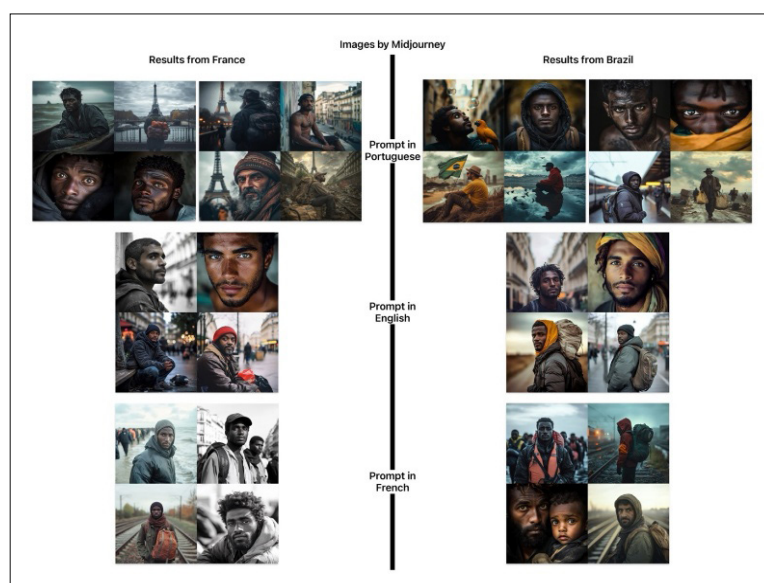 Images by Midjourney
Results from France
Results from Brazil
Prompt in
Portuguese
Prompt in
English
Prompt in
French